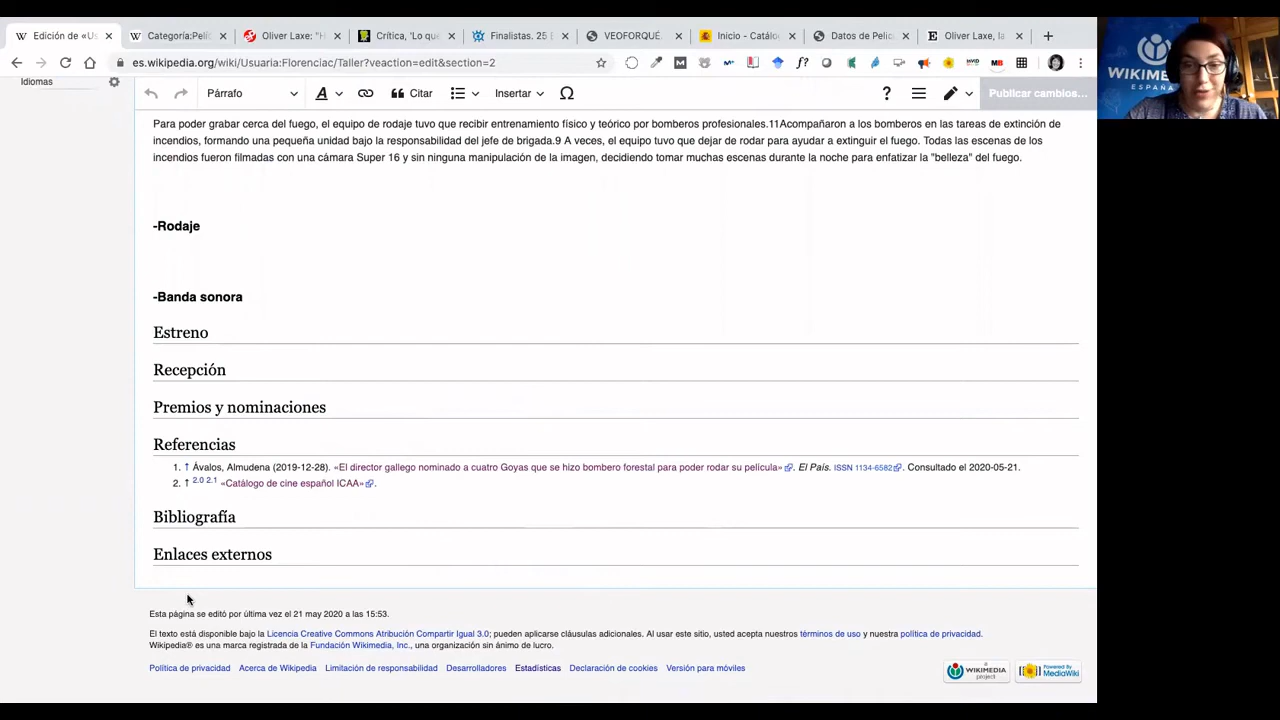 Edición de «Us
Categoría:Pelí
Oliver Laxe: "H
Crítica, 'Lo que
Finalistas. 25 E
VEOFORQUÉ.
Inicio - Catálo
Datos de Pelíc
Oliver Laxe, la
es.wikipedia.org/wiki/Usuaria:Florenciac/Taller?veaction=edit&section=2
Idiomas
Párrafo
A
Citar
Insertar
Ω
?
Publicar cambios...
WIKIMEDIA
ESPAÑA
Para poder grabar cerca del fuego, el equipo de rodaje tuvo que recibir entrenamiento físico y teórico por bomberos profesionales.11Acompañaron a los bomberos en las tareas de extinción de
incendios, formando una pequeña unidad bajo la responsabilidad del jefe de brigada.9 A veces, el equipo tuvo que dejar de rodar para ayudar a extinguir el fuego. Todas las escenas de los
incendios fueron filmadas con una cámara Super 16 y sin ninguna manipulación de la imagen, decidiendo tomar muchas escenas durante la noche para enfatizar la "belleza" del fuego.
-Rodaje
-Banda sonora
Estreno
Recepción
Premios y nominaciones
Referencias
1. ↑ Ávalos, Almudena (2019-12-28). «El director gallego nominado a cuatro Goyas que se hizo bombero forestal para poder rodar su película». El País. ISSN 1134-6582. Consultado el 2020-05-21.
2. ↑ 2.0 2.1 «Catálogo de cine español ICAA».
Bibliografía
Enlaces externos
Esta página se editó por última vez el 21 may 2020 a las 15:53.
El texto está disponible bajo la Licencia Creative Commons Atribución Compartir Igual 3.0; pueden aplicarse cláusulas adicionales. Al usar este sitio, usted acepta nuestros términos de uso y nuestra política de privacidad.
Wikipedia® es una marca registrada de la Fundación Wikimedia, Inc., una organización sin ánimo de lucro.
Política de privacidad
Acerca de Wikipedia
Limitación de responsabilidad
Desarrolladores
Estadísticas
Declaración de cookies
Versión para móviles
a WIKIMEDIA project
Powered By MediaWiki